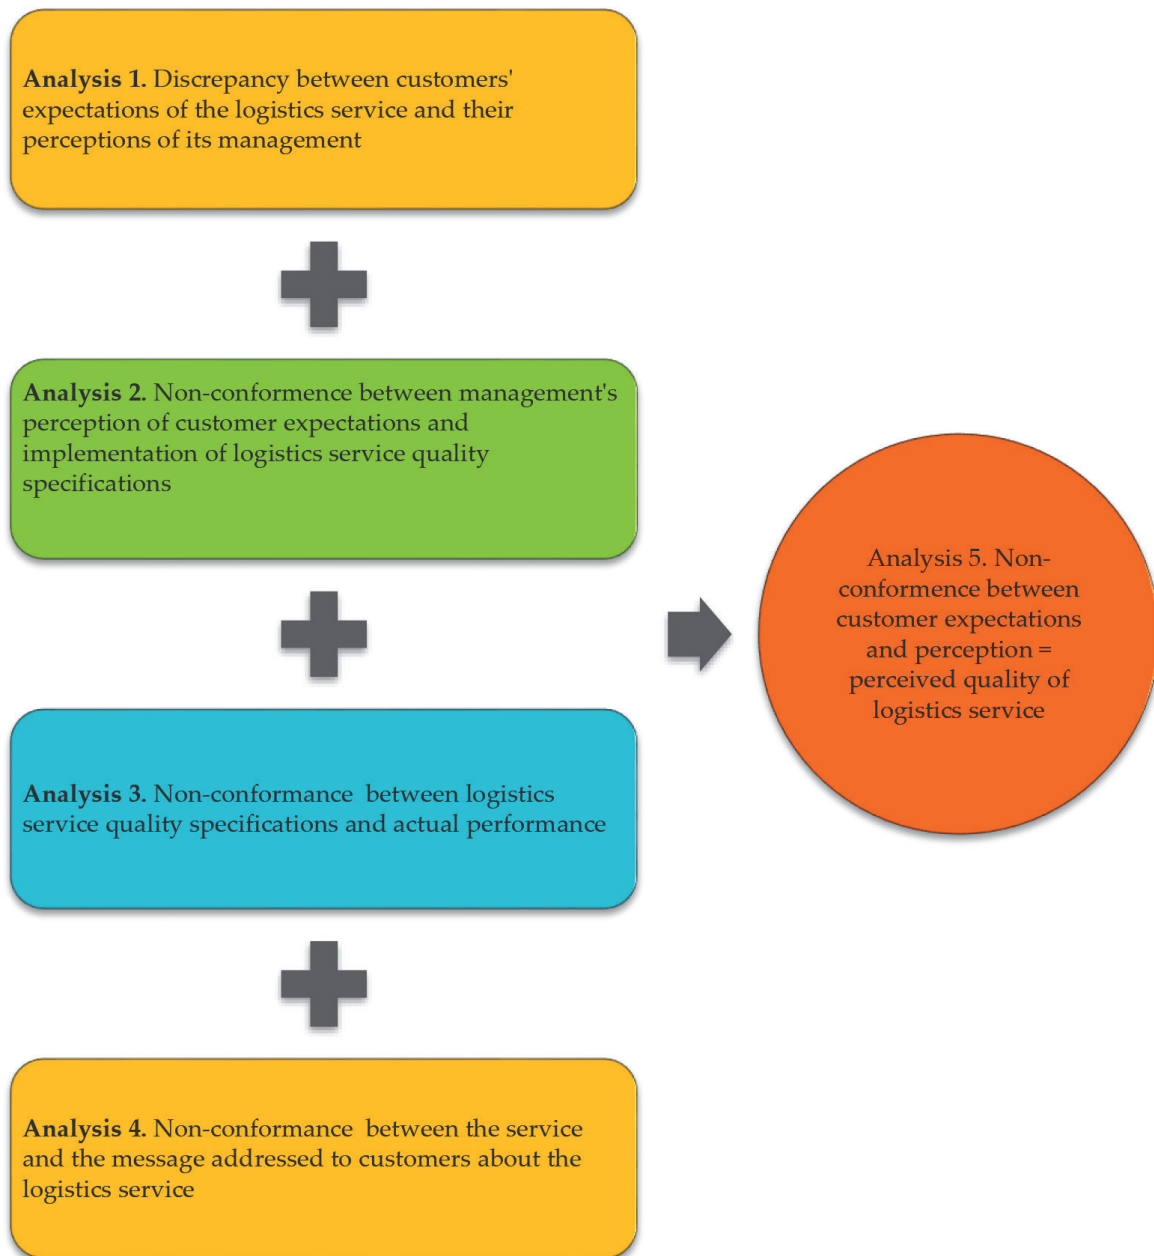 Analysis 1. Discrepancy between customers'
expectations of the logistics service and their
perceptions of its management
Analysis 2. Non-conformence between management's
perception of customer expectations and
implementation of logistics service quality
specifications
Analysis 3. Non-conformance between logistics
service quality specifications and actual performance
Analysis 4. Non-conformance between the service
and the message addressed to customers about the
logistics service
Analysis 5. Non-
conformence between
customer expectations
and perception =
perceived quality of
logistics service